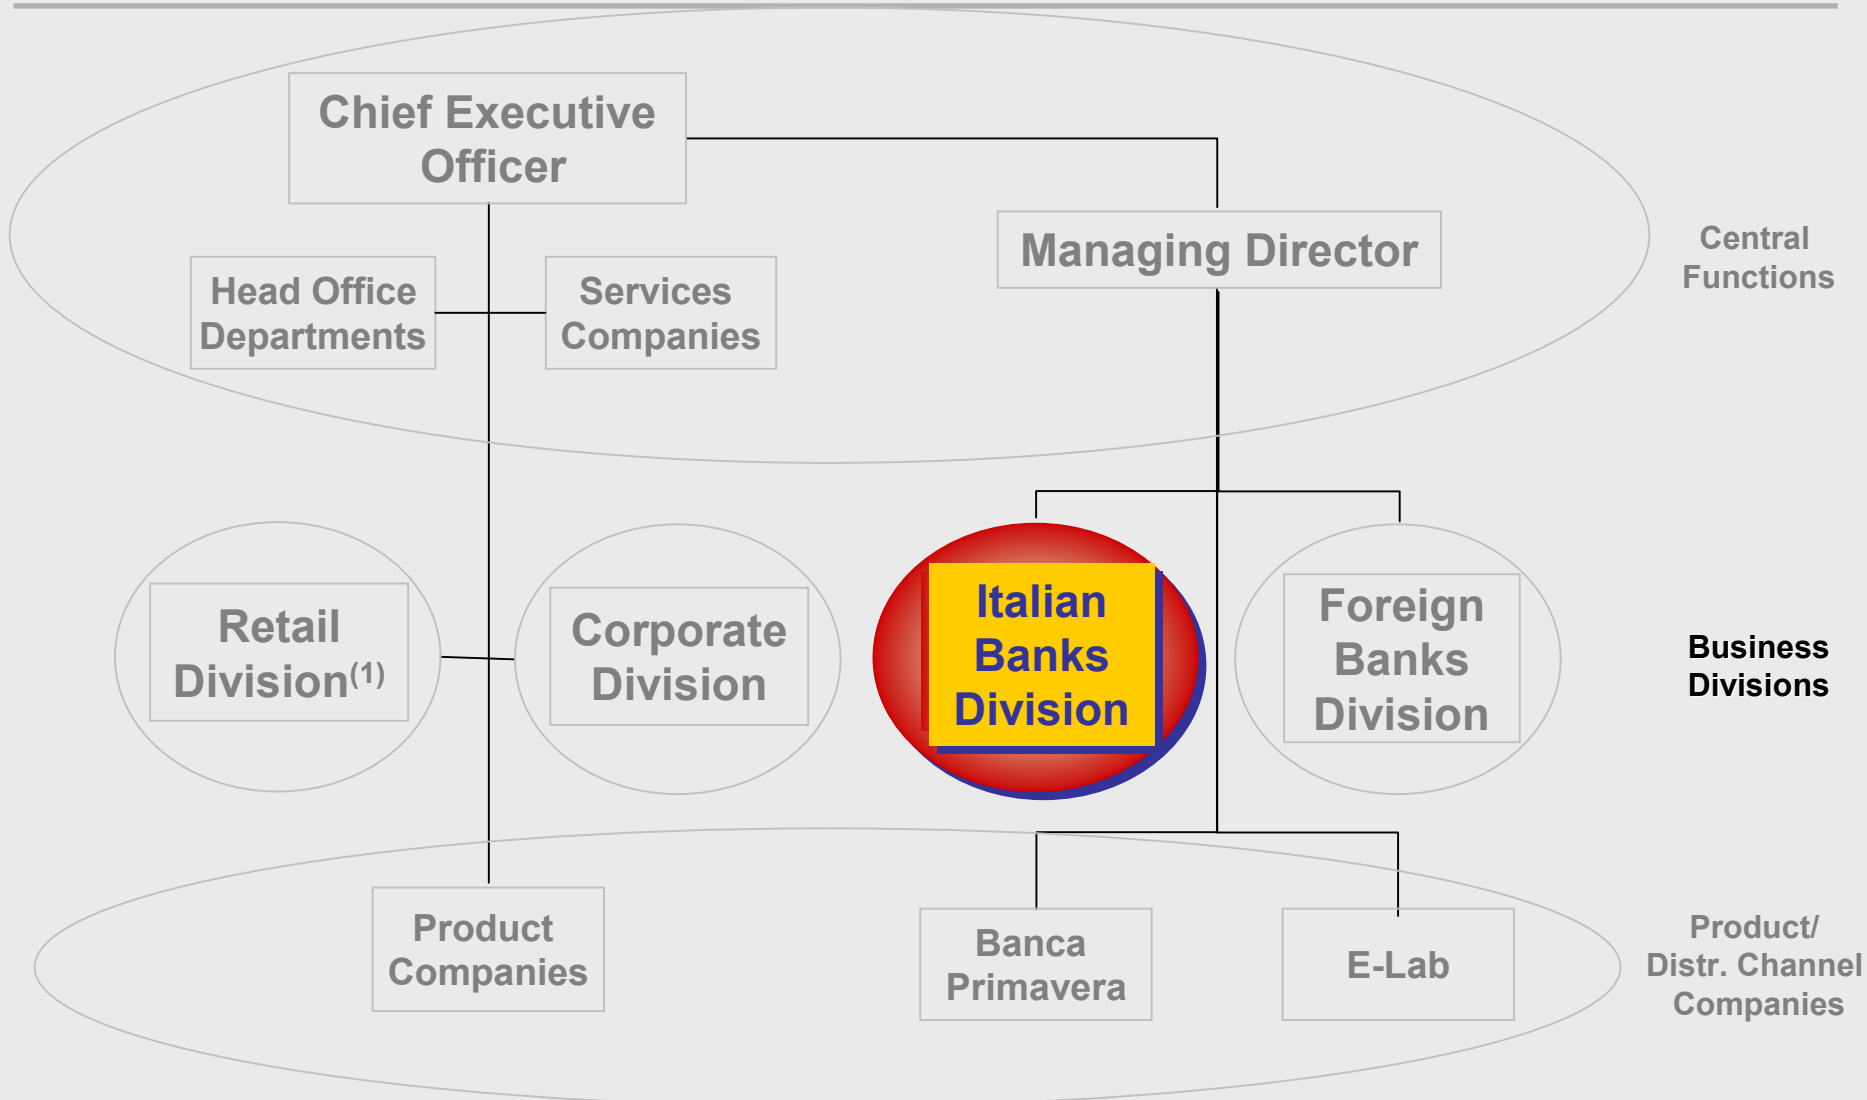 Chief Executive
Officer
Managing Director
Central
Functions
Head Office
Departments
Services
Companies
Retail
Division(1)
Corporate
Division
Italian
Banks
Division
Foreign
Banks
Division
Business
Divisions
Product
Companies
Banca
Primavera
E-Lab
Product/
Distr. Channel
Companies